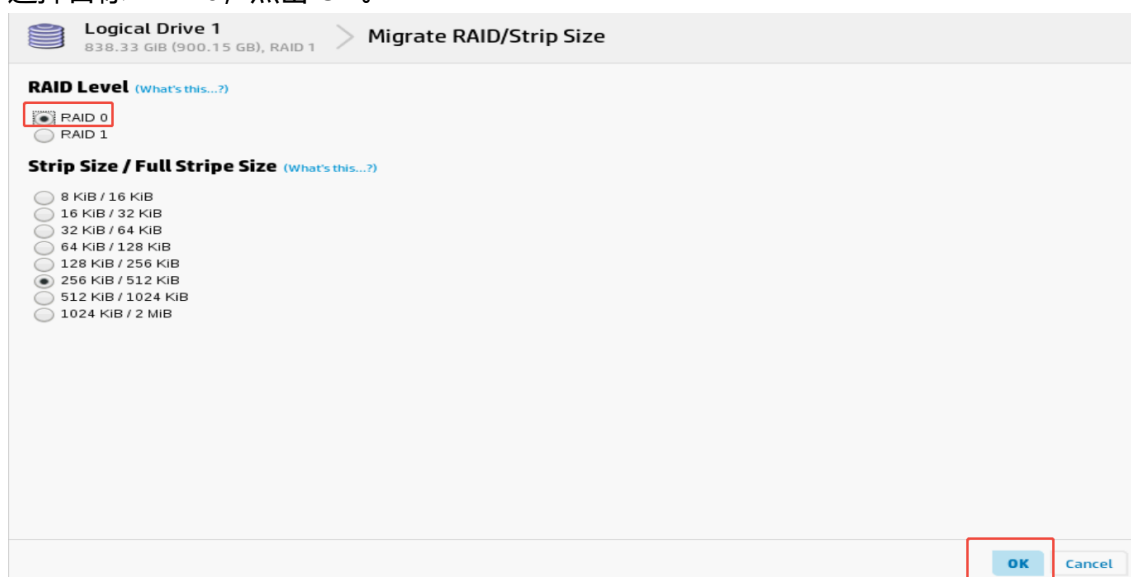 Logical Drive 1
838.33 GiB (900.15 GB), RAID 1
Migrate RAID/Strip Size
RAID Level (What's this...?)
RAID 0
RAID 1
Strip Size / Full Stripe Size (What's this...?)
8 KiB / 16 KiB
16 KiB / 32 KiB
32 KiB / 64 KiB
64 KiB / 128 KiB
128 KiB / 256 KiB
256 KiB / 512 KiB
512 KiB / 1024 KiB
1024 KiB / 2 MiB
OK Cancel